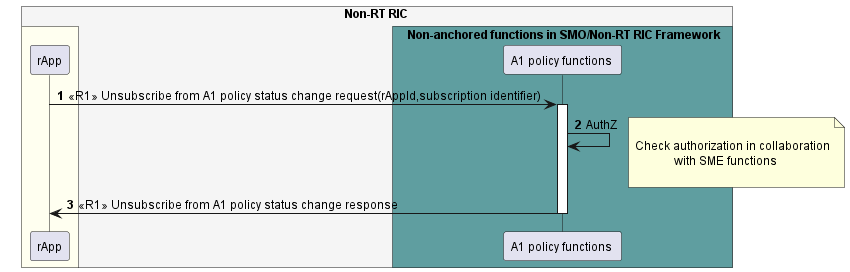 Non-RT RIC
Non-anchored functions in SMO/Non-RT RIC Framework
rApp
A1 policy functions
1 «R1» Unsubscribe from A1 policy status change request(rAppId,subscription identifier)
2 AuthZ
Check authorization in collaboration
with SME functions
3 «R1» Unsubscribe from A1 policy status change response
rApp
A1 policy functions